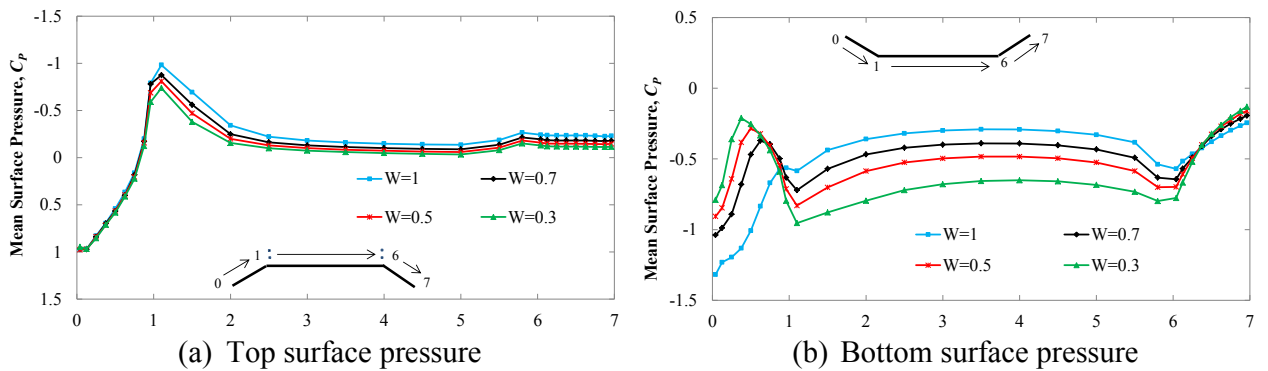 Mean Surface Pressure, CP
-1.5
-1
-0.5
0
0.5
1
1.5
0 1 2 3 4 5 6 7
W=1
W=0.7
W=0.5
W=0.3
0
1
6
7
(a) Top surface pressure
Mean Surface Pressure, CP
0.5
0
-0.5
-1
-1.5
0 1 2 3 4 5 6 7
0
1
6
7
W=1
W=0.7
W=0.5
W=0.3
(b) Bottom surface pressure